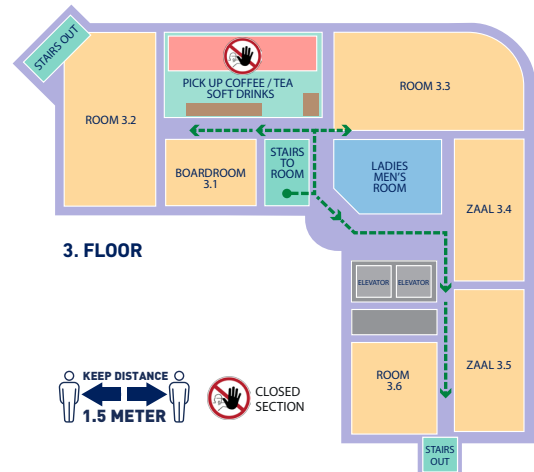 STAIRS OUT
PICK UP COFFEE / TEA
SOFT DRINKS
ROOM 3.3
ROOM 3.2
BOARDROOM
3.1
STAIRS
TO
ROOM
LADIES
MEN'S
ROOM
ZAAL 3.4
3. FLOOR
ELEVATOR
ELEVATOR
ZAAL 3.5
ROOM
3.6
KEEP DISTANCE
1.5 METER
CLOSED
SECTION
STAIRS
OUT